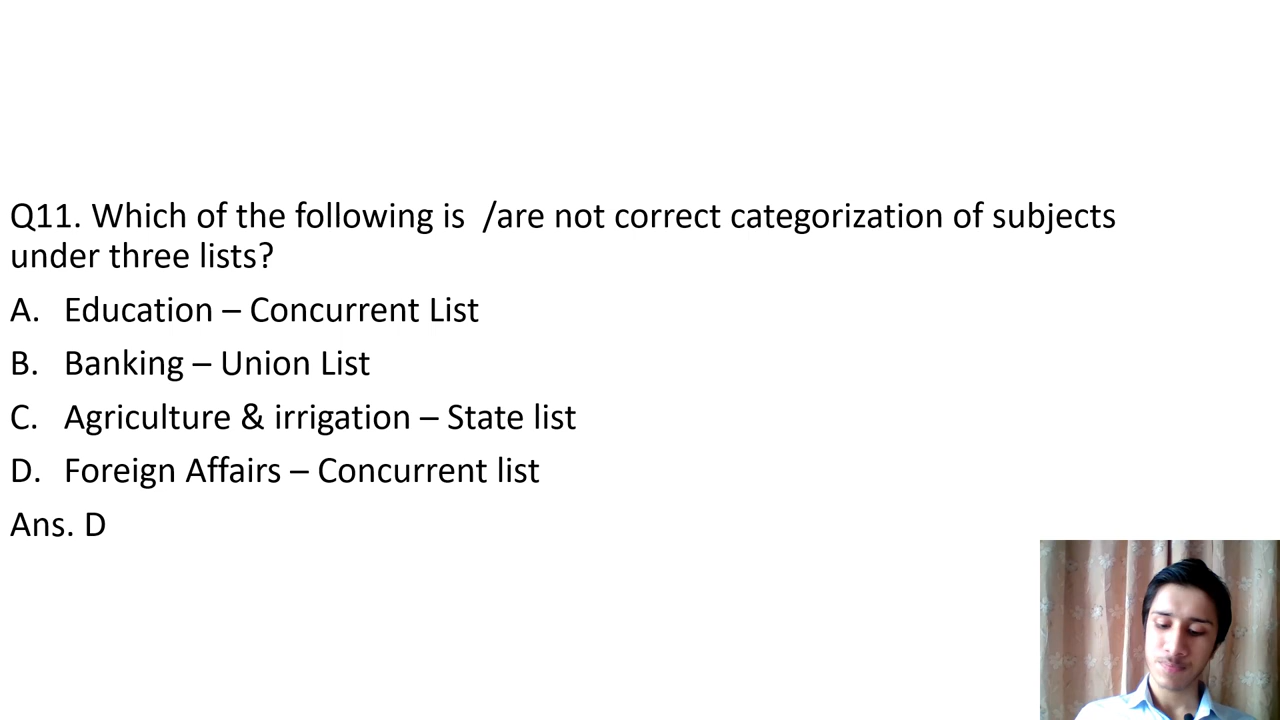 Q11. Which of the following is  /are not correct categorization of subjects
under three lists?
A. Education – Concurrent List
B. Banking – Union List
C. Agriculture & irrigation – State list
D. Foreign Affairs – Concurrent list
Ans. D